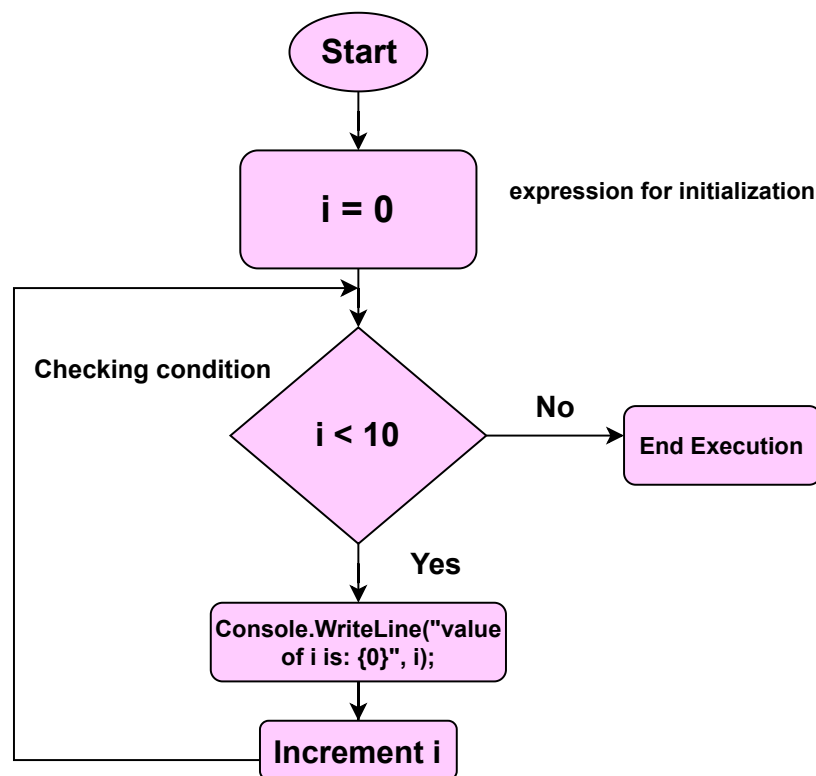 Start
i = 0
expression for initialization
Checking condition
i < 10
No
End Execution
Yes
Console.WriteLine("value
of i is: {0}", i);
Increment i